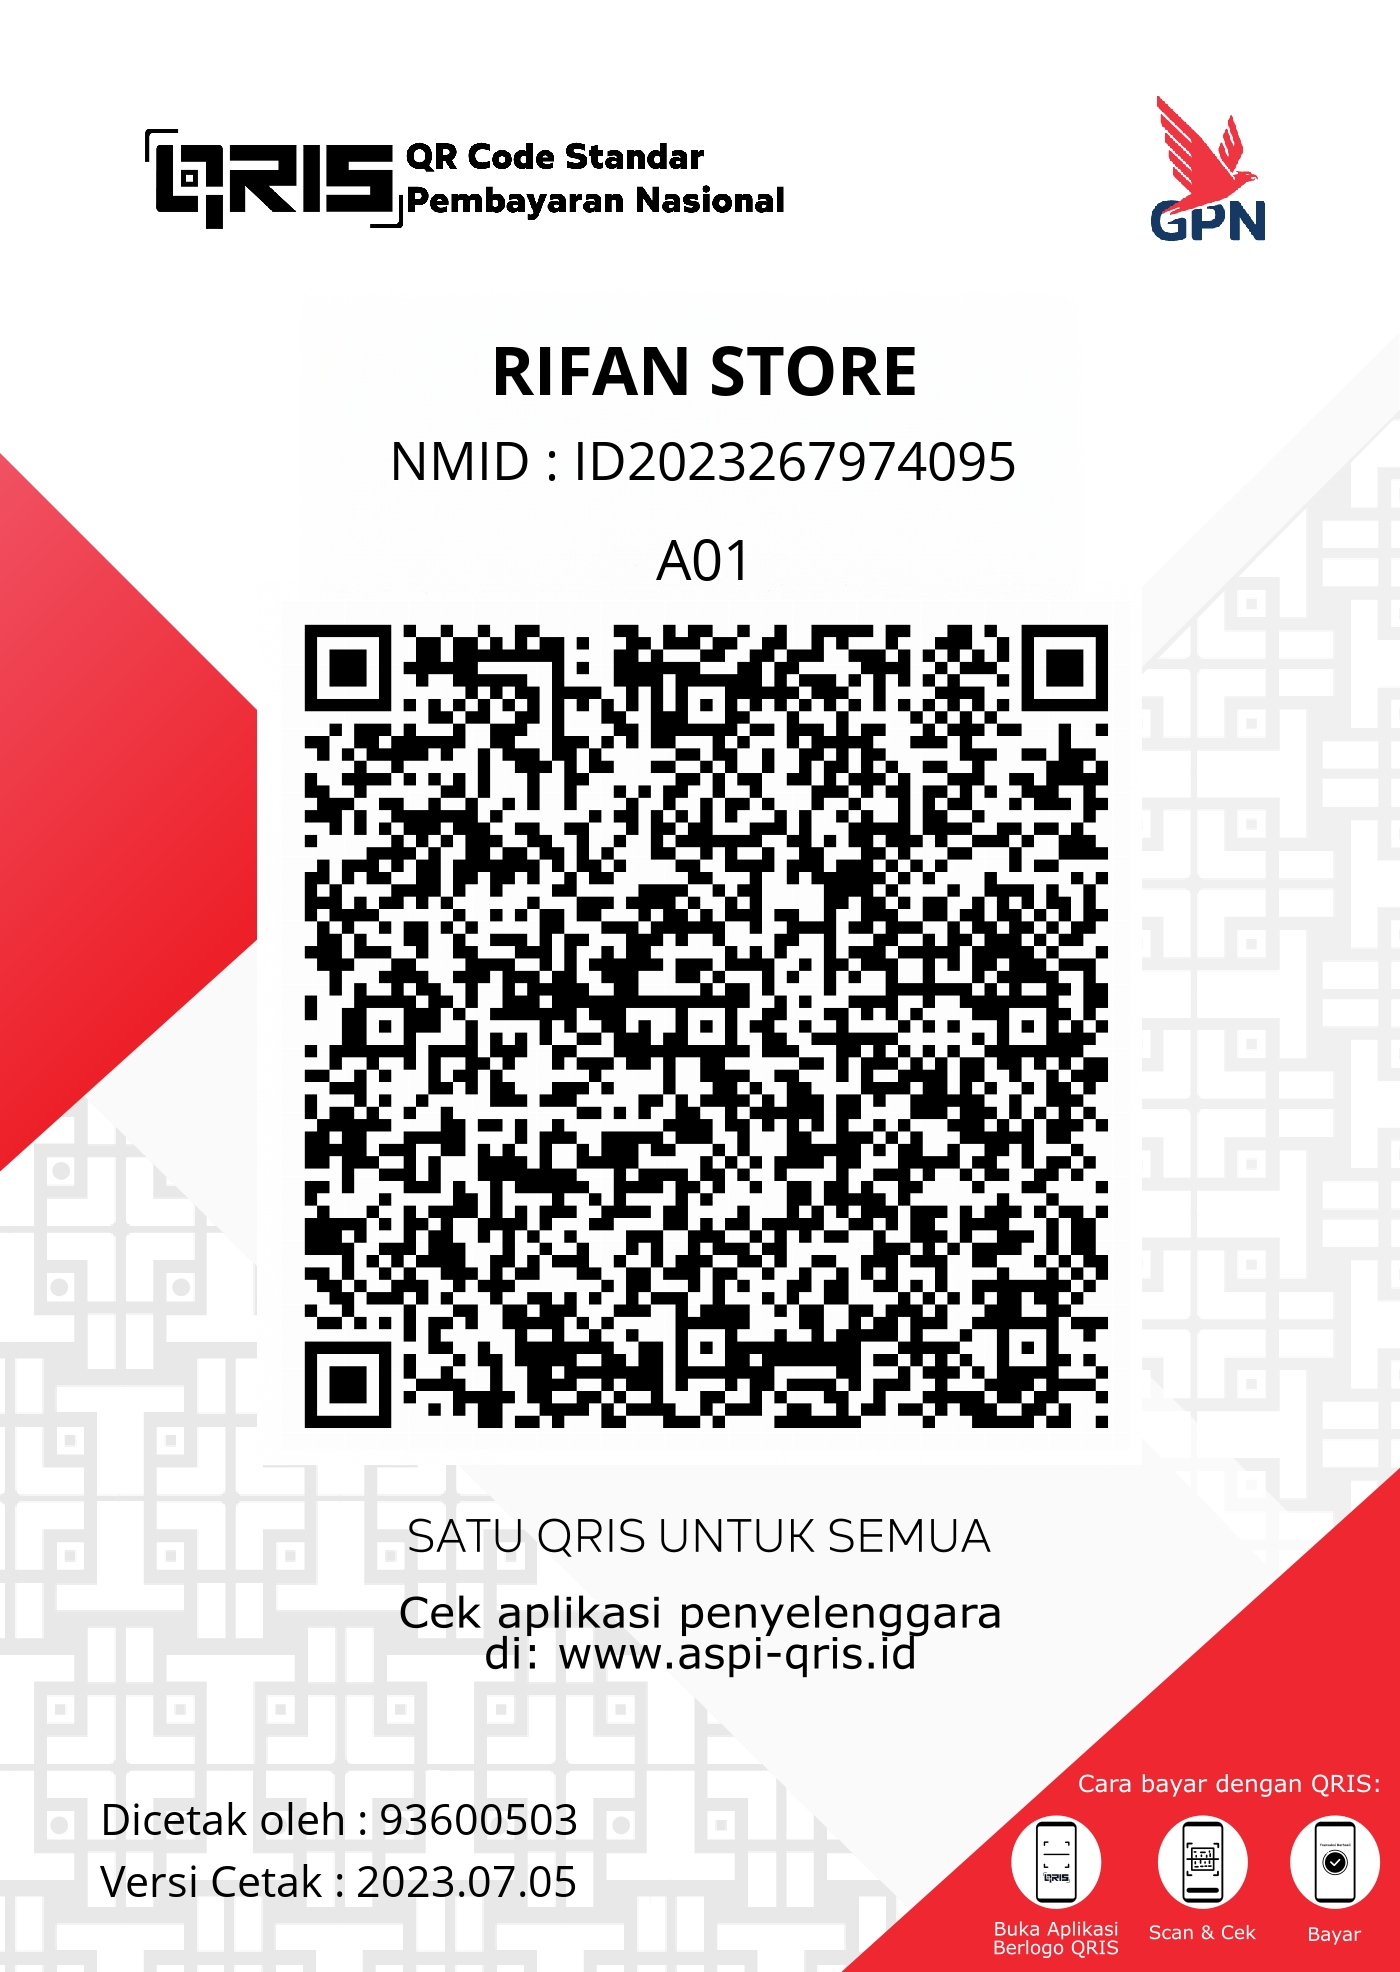 QRIS QR Code Standar
Pembayaran Nasional
GPN
RIFAN STORE
NMID : ID2023267974095
A01
SATU QRIS UNTUK SEMUA
Cek aplikasi penyelenggara
di: www.aspi-qris.id
Dicetak oleh : 93600503
Versi Cetak : 2023.07.05
Cara bayar dengan QRIS:
QRIS
Buka Aplikasi
Berlogo QRIS
Scan & Cek
Bayar